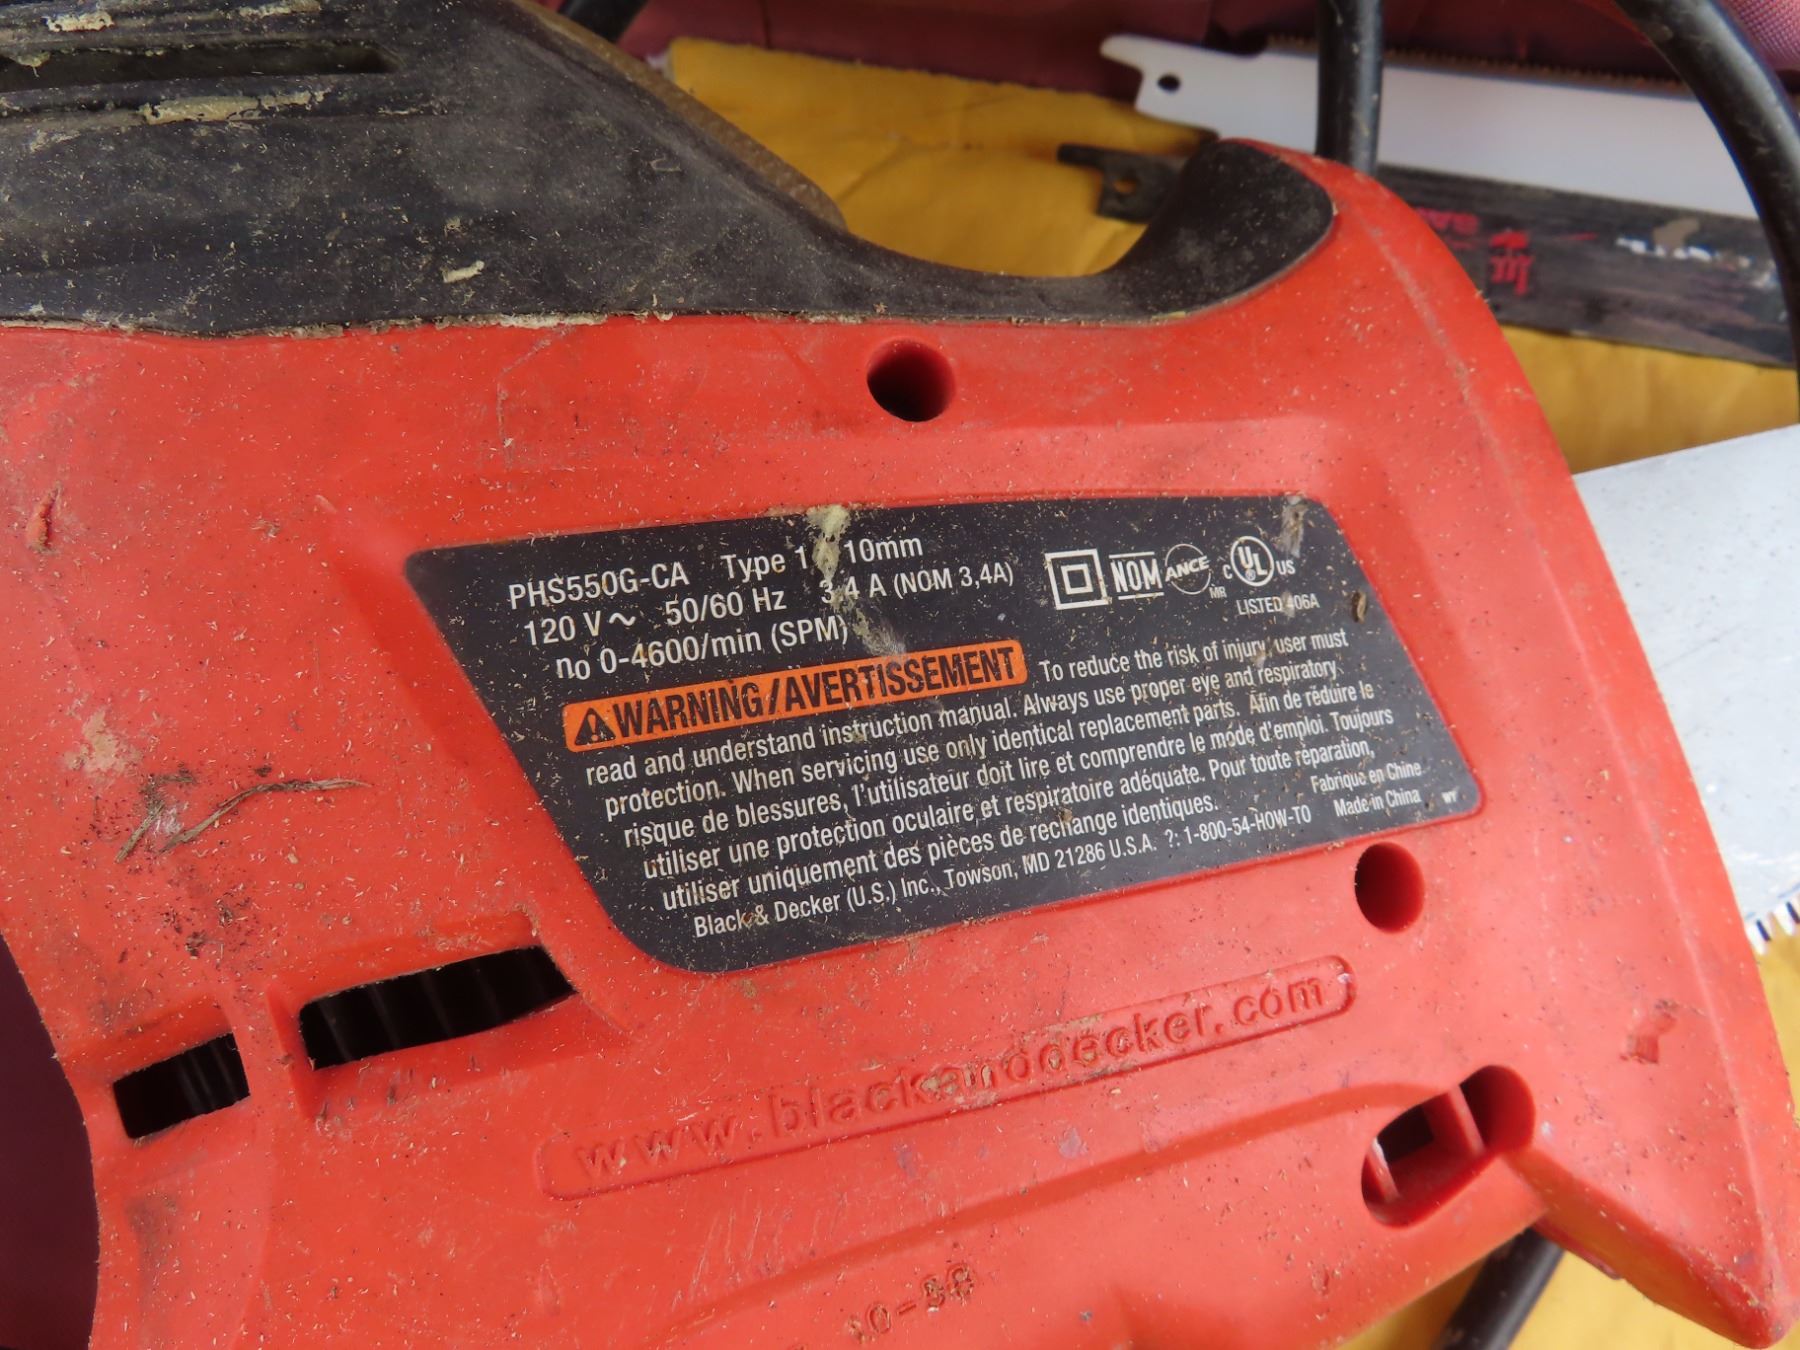 PHS550G-CA Type 1 10mm
120 V~ 50/60 Hz 3,4 A (NOM 3,4A)
no 0-4600/min (SPM)
NOM ANCE MR C UL ® US
LISTED 406A
WARNING/AVERTISSEMENT To reduce the risk of injury, user must
read and understand instruction manual. Always use proper eye and respiratory
protection. When servicing use only identical replacement parts. Afin de réduire le
risque de blessures, l'utilisateur doit lire et comprendre le mode d'emploi. Toujours
utiliser une protection oculaire et respiratoire adéquate. Pour toute réparation,
utiliser uniquement des pièces de rechange identiques.
Fabriqué en Chine
Black & Decker (U.S.) Inc., Towson, MD 21286 U.S.A. ?: 1-800-54-HOW-TO Made in China WY
www.blackanddecker.com